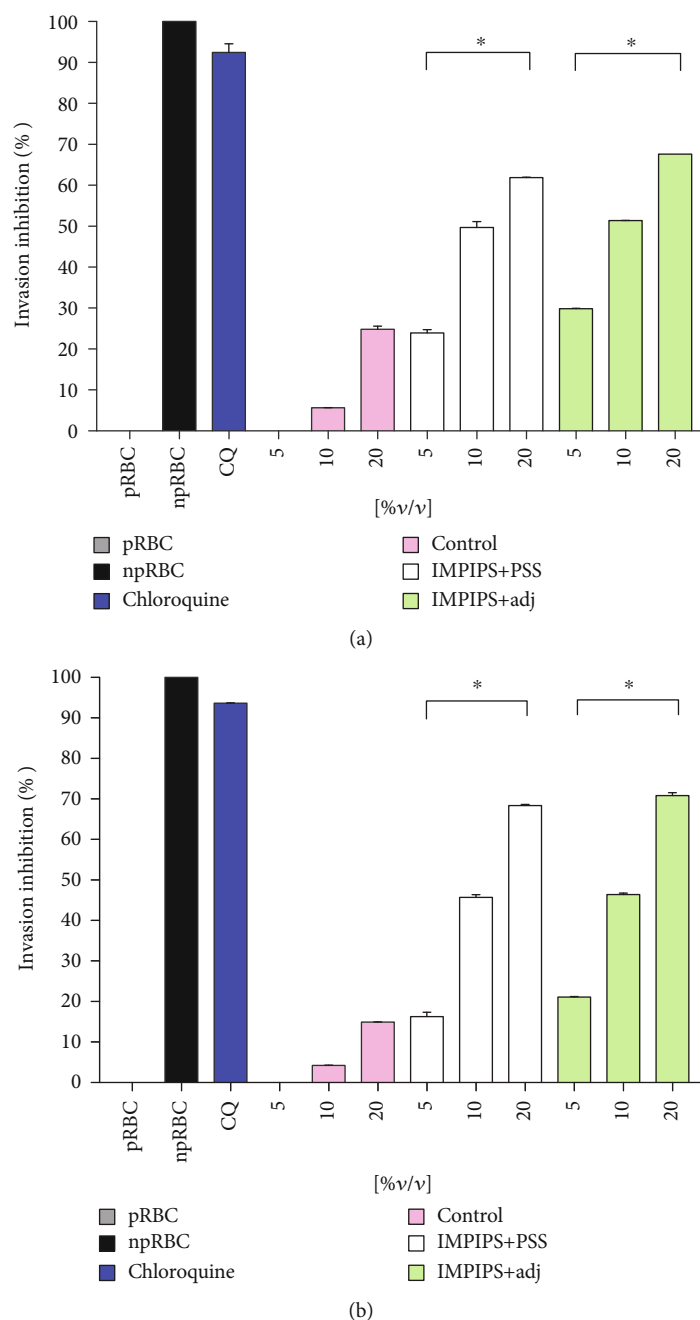 100
90
80
70
60
50
40
30
20
10
0
Invasion inhibition (%)
* *
pRBC npRBC CQ 5 10 20 5 10 20 5 10 20
[%v/v]
pRBC Control
npRBC IMPIPS+PSS
Chloroquine IMPIPS+adj
(a)
100
90
80
70
60
50
40
30
20
10
0
Invasion inhibition (%)
* *
pRBC npRBC CQ 5 10 20 5 10 20 5 10 20
[%v/v]
pRBC Control
npRBC IMPIPS+PSS
Chloroquine IMPIPS+adj
(b)